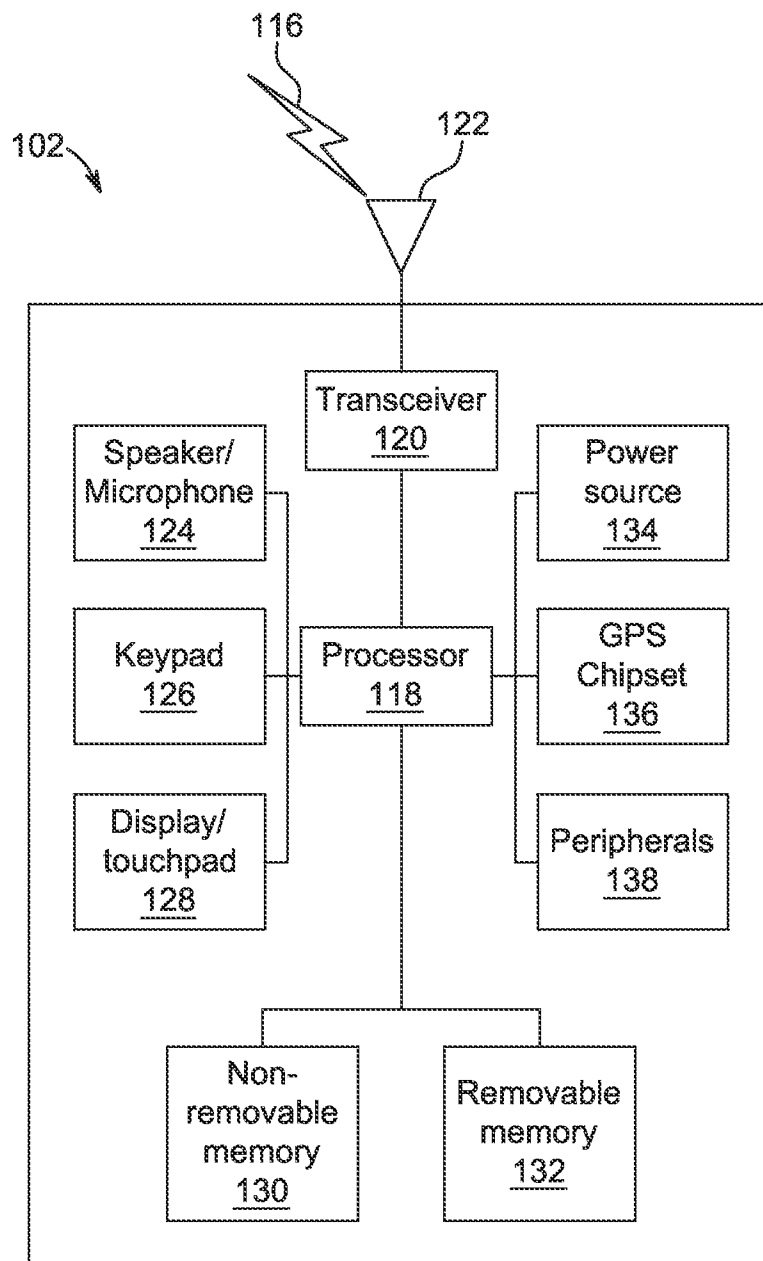 116
122
102
Transceiver
120
Speaker/
Microphone
124
Power
source
134
Keypad
126
Processor
118
GPS
Chipset
136
Display/
touchpad
128
Peripherals
138
Non-
removable
memory
130
Removable
memory
132